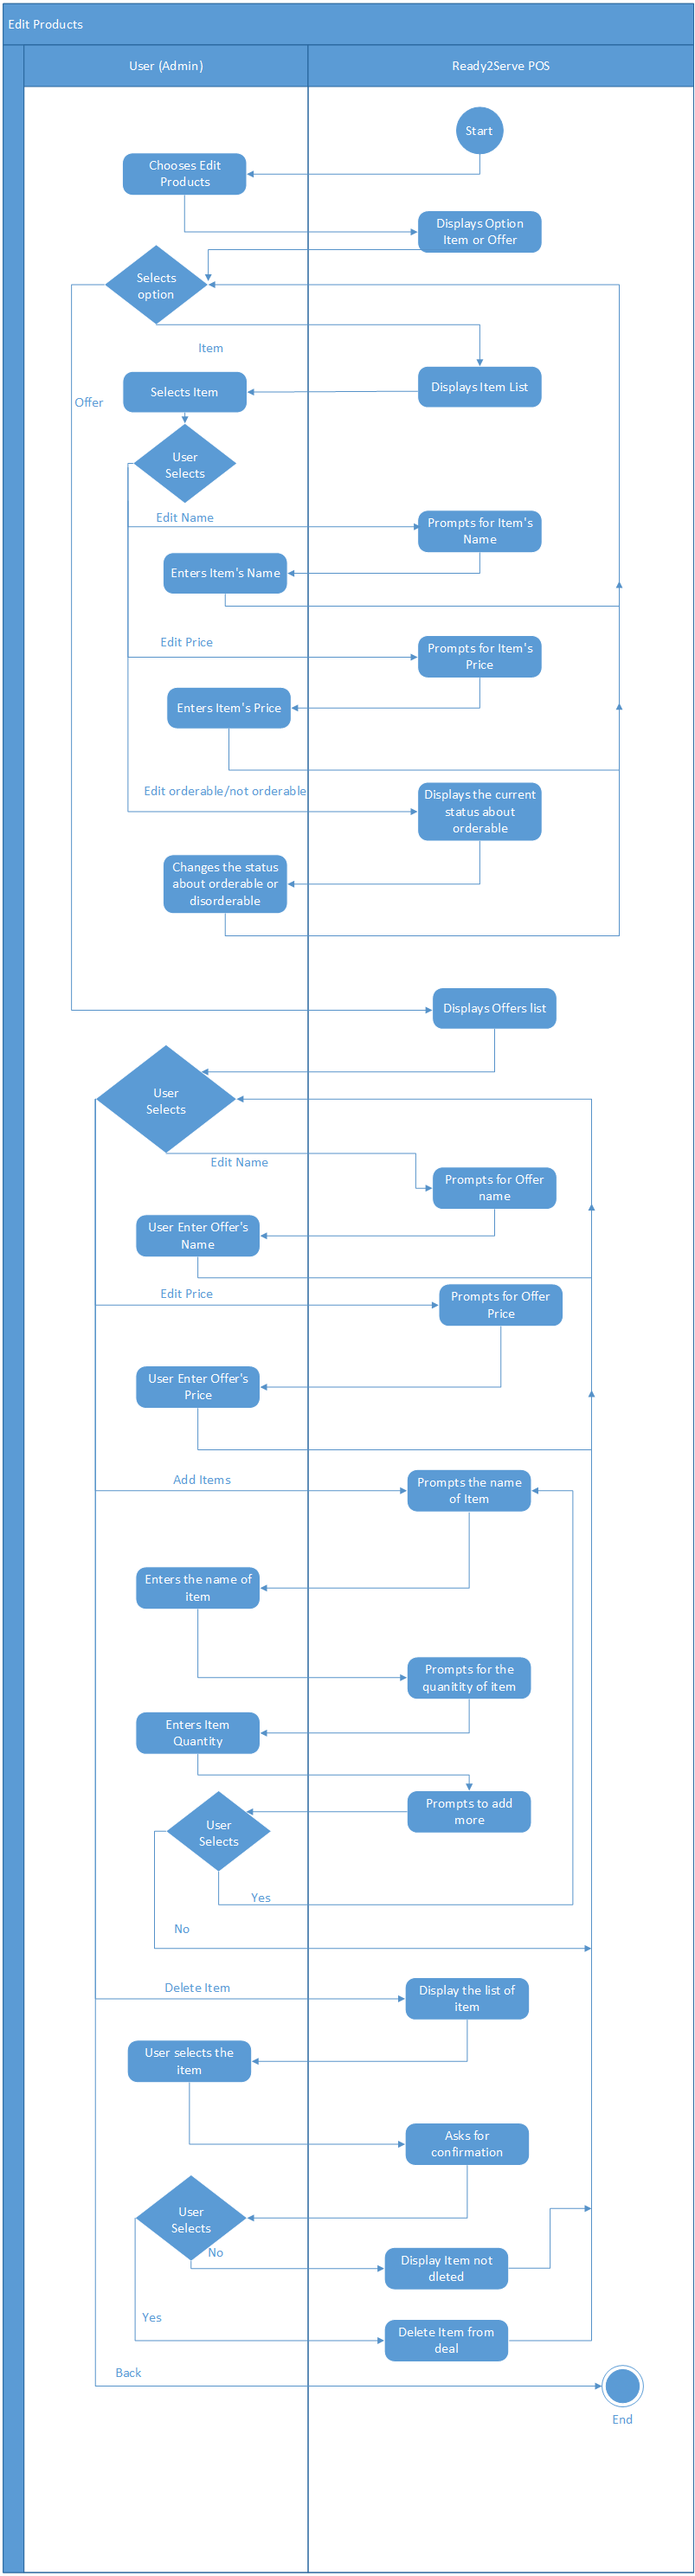 Edit Products
User (Admin)
Ready2Serve POS
Start
Chooses Edit
Products
Displays Option
Item or Offer
Selects
option
Item
Displays Item List
Selects Item
Offer
User
Selects
Edit Name
Prompts for Item's
Name
Enters Item's Name
Edit Price
Prompts for Item's
Price
Enters Item's Price
Edit orderable/not orderable
Displays the current
status about
orderable
Changes the status
about orderable or
disorderable
Displays Offers list
User
Selects
Edit Name
Prompts for Offer
name
User Enter Offer's
Name
Edit Price
Prompts for Offer
Price
User Enter Offer's
Price
Add Items
Prompts the name
of Item
Enters the name of
item
Prompts for the
quanitity of item
Enters Item
Quantity
Prompts to add
more
User
Selects
Yes
No
Delete Item
Display the list of
item
User selects the
item
Asks for
confirmation
User
Selects
No
Display Item not
dleted
Yes
Delete Item from
deal
Back
End